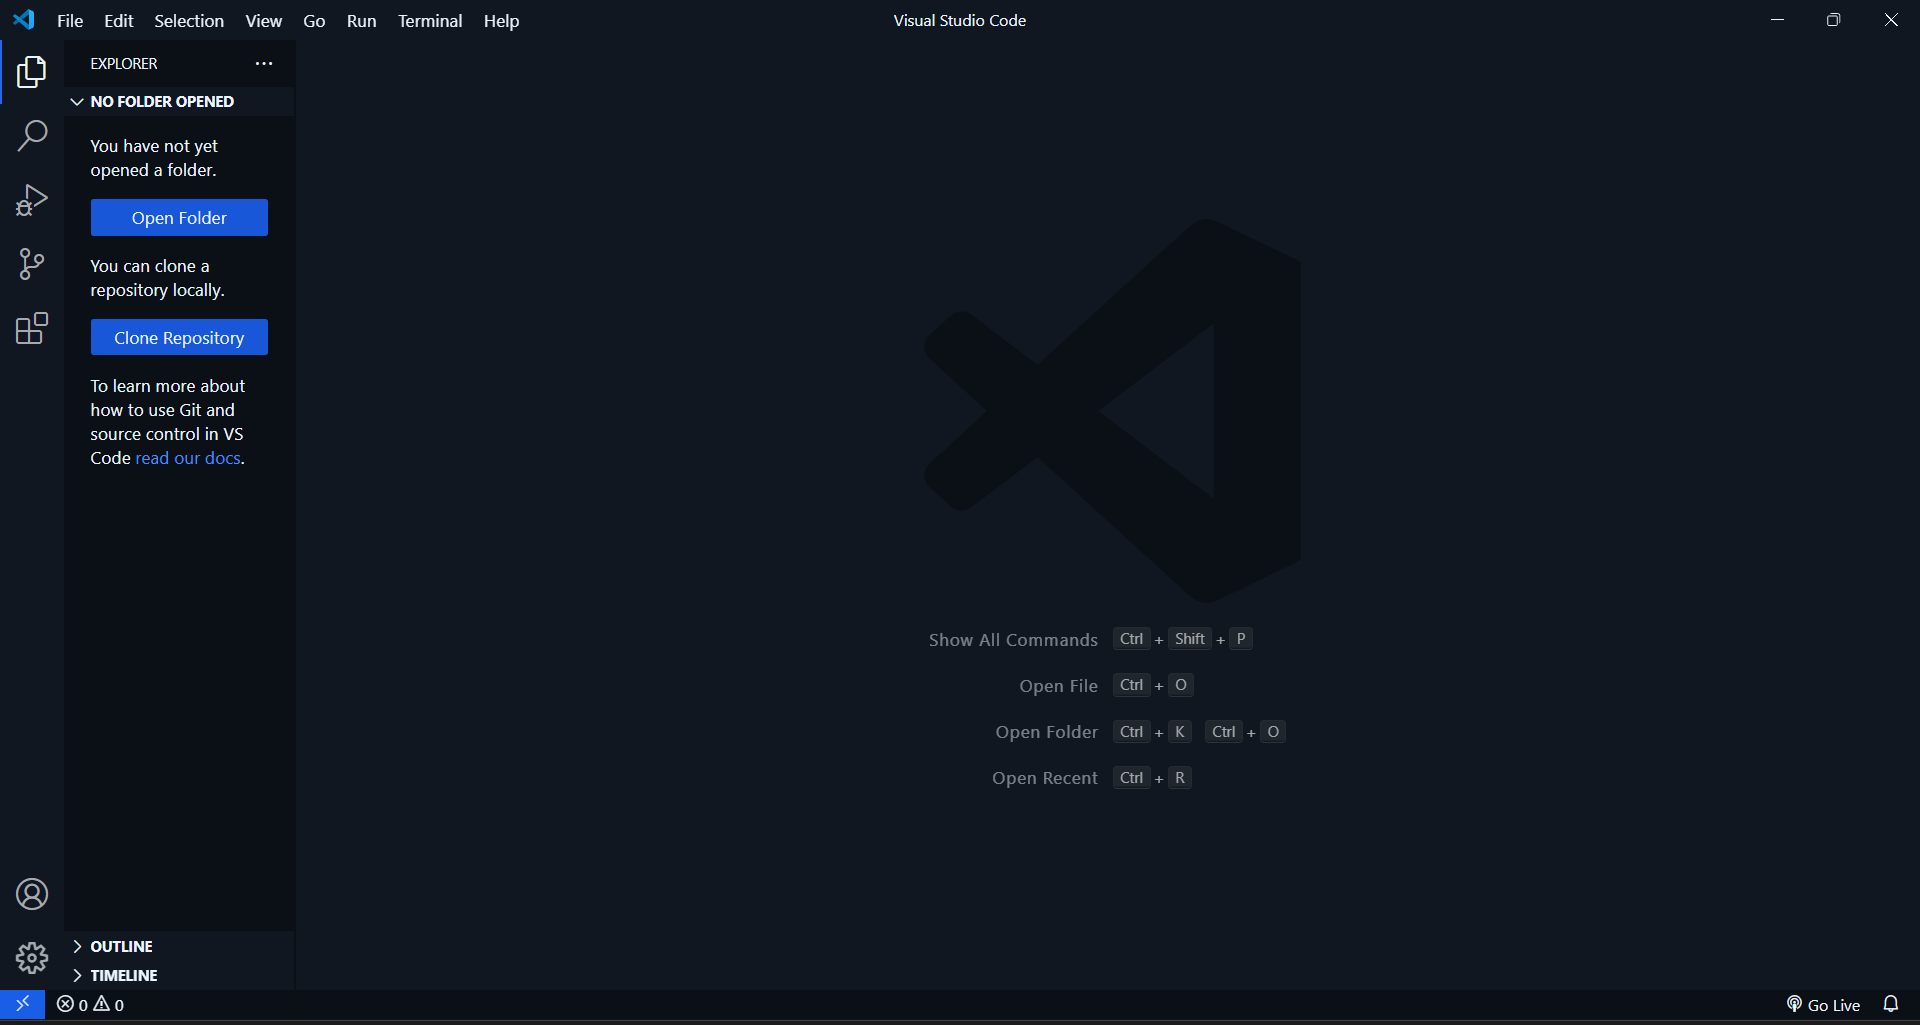 File Edit Selection View Go Run Terminal Help
Visual Studio Code
EXPLORER
NO FOLDER OPENED
You have not yet
opened a folder.
Open Folder
You can clone a
repository locally.
Clone Repository
To learn more about
how to use Git and
source control in VS
Code read our docs.
Show All Commands Ctrl + Shift + P
Open File Ctrl + O
Open Folder Ctrl + K Ctrl + O
Open Recent Ctrl + R
OUTLINE
TIMELINE
0 0
Go Live